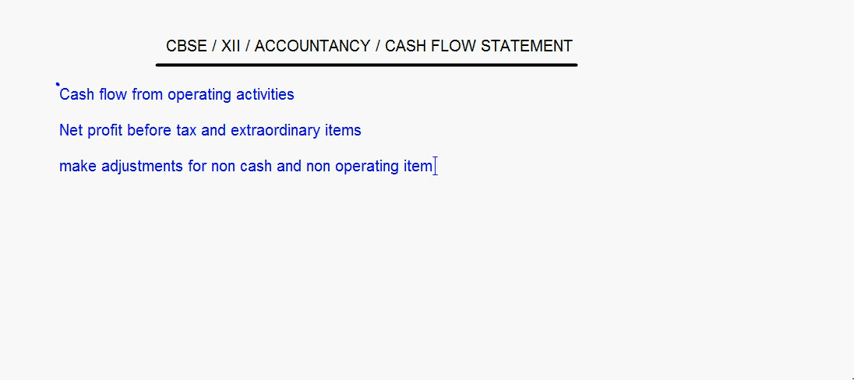 CBSE / XII / ACCOUNTANCY / CASH FLOW STATEMENT
Cash flow from operating activities
Net profit before tax and extraordinary items
make adjustments for non cash and non operating item